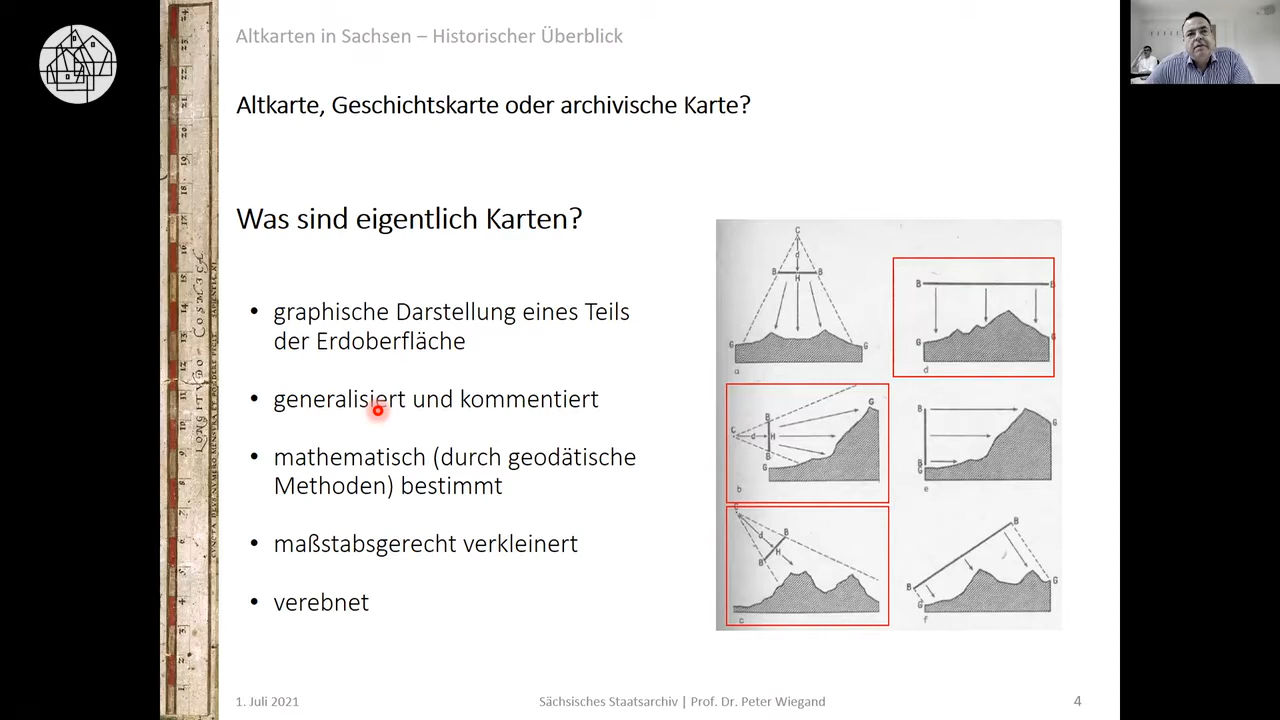 Altkarten in Sachsen – Historischer Überblick
Altkarte, Geschichtskarte oder archivische Karte?
Was sind eigentlich Karten?
• graphische Darstellung eines Teils
der Erdoberfläche
• generalisiert und kommentiert
• mathematisch (durch geodätische
Methoden) bestimmt
• maßstabsgerecht verkleinert
• verebnet
C
d
B B
H
G G
a
B B
G G
d
G
B
C d H
B
G
b
B
G
B
G
e
C
d B
H
B
c
B
B G
G
f
LONGITVDO COSMICA
1. Juli 2021
Sächsisches Staatsarchiv | Prof. Dr. Peter Wiegand
4